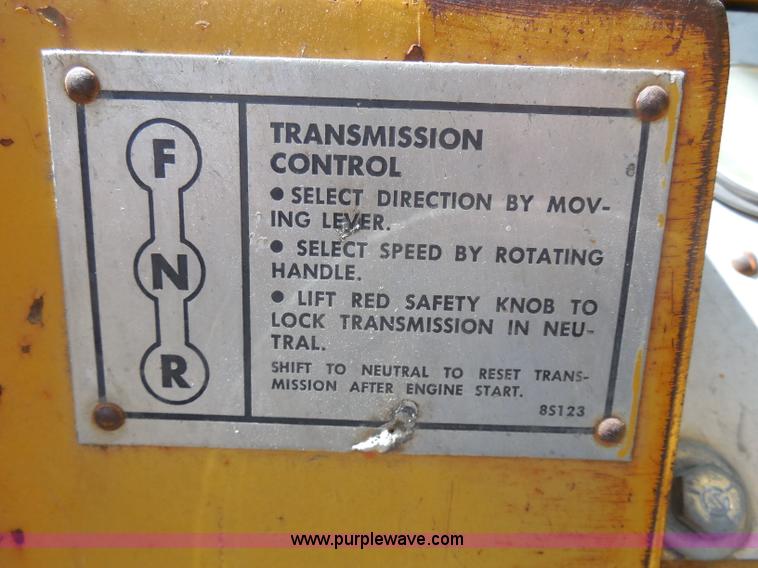 F
N
R
TRANSMISSION
CONTROL
● SELECT DIRECTION BY MOV-
ING LEVER.
● SELECT SPEED BY ROTATING
HANDLE.
● LIFT RED SAFETY KNOB TO
LOCK TRANSMISSION IN NEU-
TRAL.
SHIFT TO NEUTRAL TO RESET TRANS-
MISSION AFTER ENGINE START.
8S123
www.purplewave.com